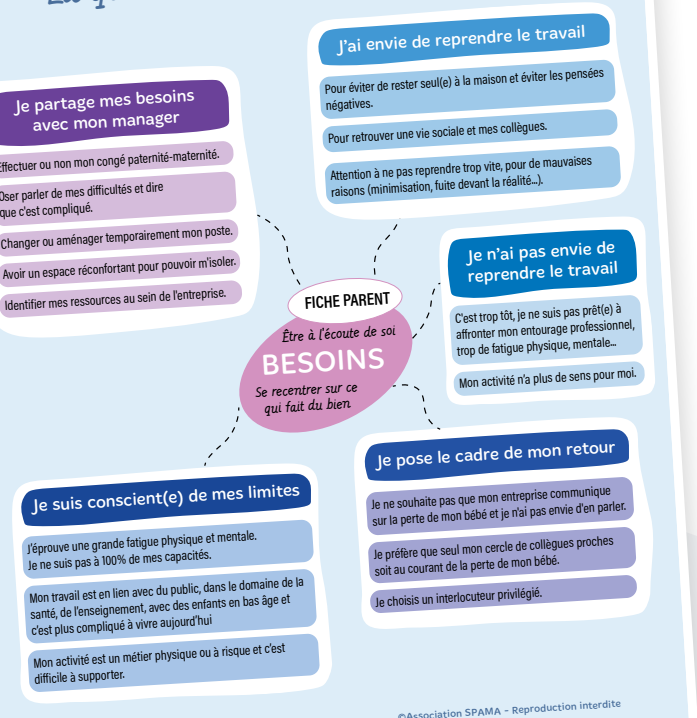 J'ai envie de reprendre le travail
Pour éviter de rester seul(e) à la maison et éviter les pensées
négatives.
Pour retrouver une vie sociale et mes collègues.
Attention à ne pas reprendre trop vite, pour de mauvaises
raisons (minimisation, fuite devant la réalité...).
Je partage mes besoins
avec mon manager
Effectuer ou non mon congé paternité-maternité.
Oser parler de mes difficultés et dire
que c'est compliqué.
Changer ou aménager temporairement mon poste.
Avoir un espace réconfortant pour pouvoir m'isoler.
Identifier mes ressources au sein de l'entreprise.
Je n'ai pas envie de
reprendre le travail
C'est trop tôt, je ne suis pas prêt(e) à
affronter mon entourage professionnel,
trop de fatigue physique, mentale...
Mon activité n'a plus de sens pour moi.
FICHE PARENT
Être à l'écoute de soi
BESOINS
Se recentrer sur ce
qui fait du bien
Je pose le cadre de mon retour
Je ne souhaite pas que mon entreprise communique
sur la perte de mon bébé et je n'ai pas envie d'en parler.
Je préfère que seul mon cercle de collègues proches
soit au courant de la perte de mon bébé.
Je choisis un interlocuteur privilégié.
Je suis conscient(e) de mes limites
J'éprouve une grande fatigue physique et mentale.
Je ne suis pas à 100% de mes capacités.
Mon travail est en lien avec du public, dans le domaine de la
santé, de l'enseignement, avec des enfants en bas âge et
c'est plus compliqué à vivre aujourd'hui
Mon activité est un métier physique ou à risque et c'est
difficile à supporter.
©Association SPAMA - Reproduction interdite